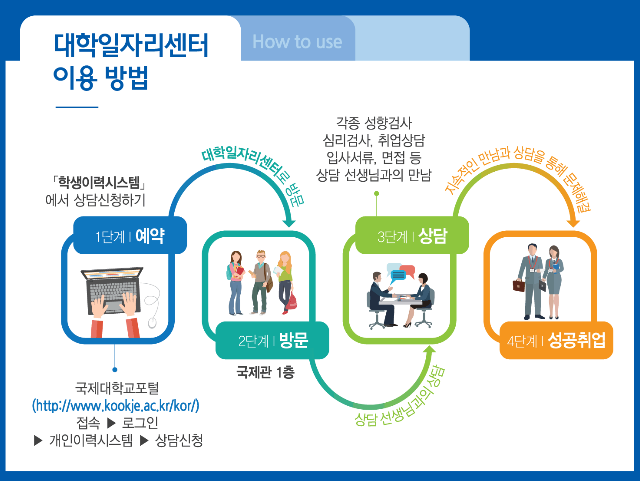 대학일자리센터
이용 방법
How to use
「학생이력시스템」
에서 상담신청하기
1단계 | 예약
국제대학교포털
(http://www.kookje.ac.kr/kor/)
접속 ▶ 로그인
▶ 개인이력시스템 ▶ 상담신청
대학일자리센터로 방문
2단계 | 방문
국제관 1층
상담 선생님과의 상담
각종 성향검사
심리검사, 취업상담
입사서류, 면접 등
상담 선생님과의 만남
3단계 | 상담
지속적인 만남과 상담을 통해 문제해결
4단계 | 성공취업